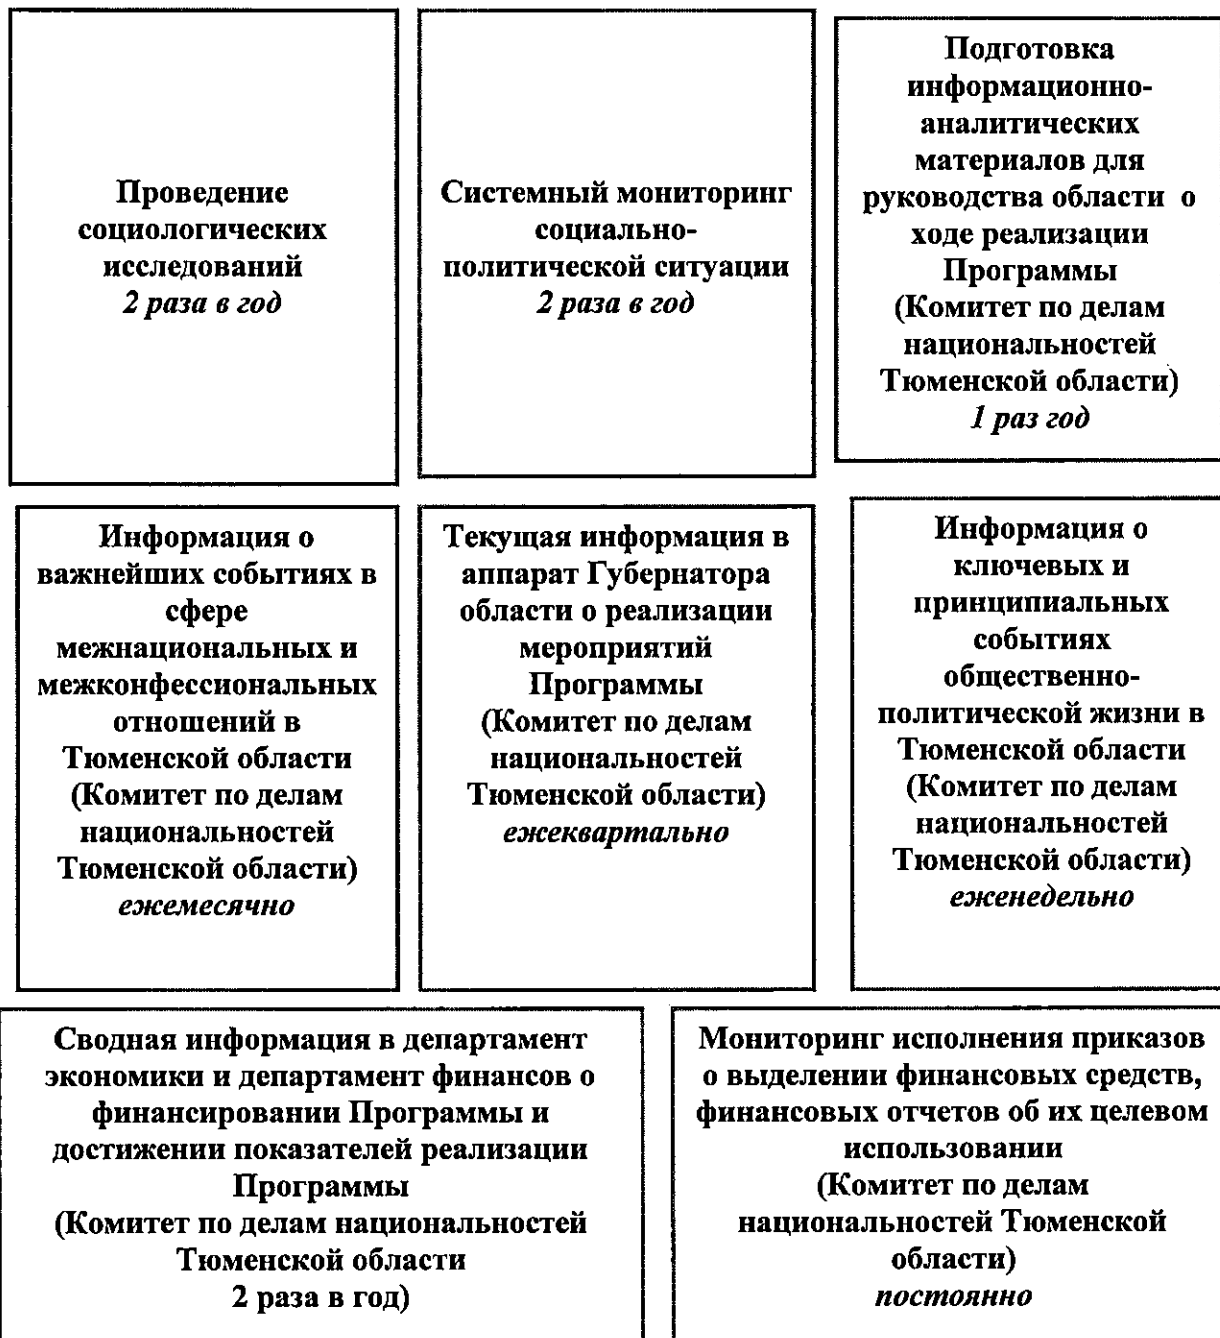 Проведение
социологических
исследований
2 раза в год
Системный мониторинг
социально-
политической ситуации
2 раза в год
Подготовка
информационно-
аналитических
материалов для
руководства области о
ходе реализации
Программы
(Комитет по делам
национальностей
Тюменской области)
1 раз год
Информация о
важнейших событиях в
сфере
межнациональных и
межконфессиональных
отношений в
Тюменской области
(Комитет по делам
национальностей
Тюменской области)
ежемесячно
Текущая информация в
аппарат Губернатора
области о реализации
мероприятий
Программы
(Комитет по делам
национальностей
Тюменской области)
ежеквартально
Информация о
ключевых и
принципиальных
событиях
общественно-
политической жизни в
Тюменской области
(Комитет по делам
национальностей
Тюменской области)
еженедельно
Сводная информация в департамент
экономики и департамент финансов о
финансировании Программы и
достижении показателей реализации
Программы
(Комитет по делам национальностей
Тюменской области
2 раза в год)
Мониторинг исполнения приказов
о выделении финансовых средств,
финансовых отчетов об их целевом
использовании
(Комитет по делам
национальностей Тюменской
области)
постоянно